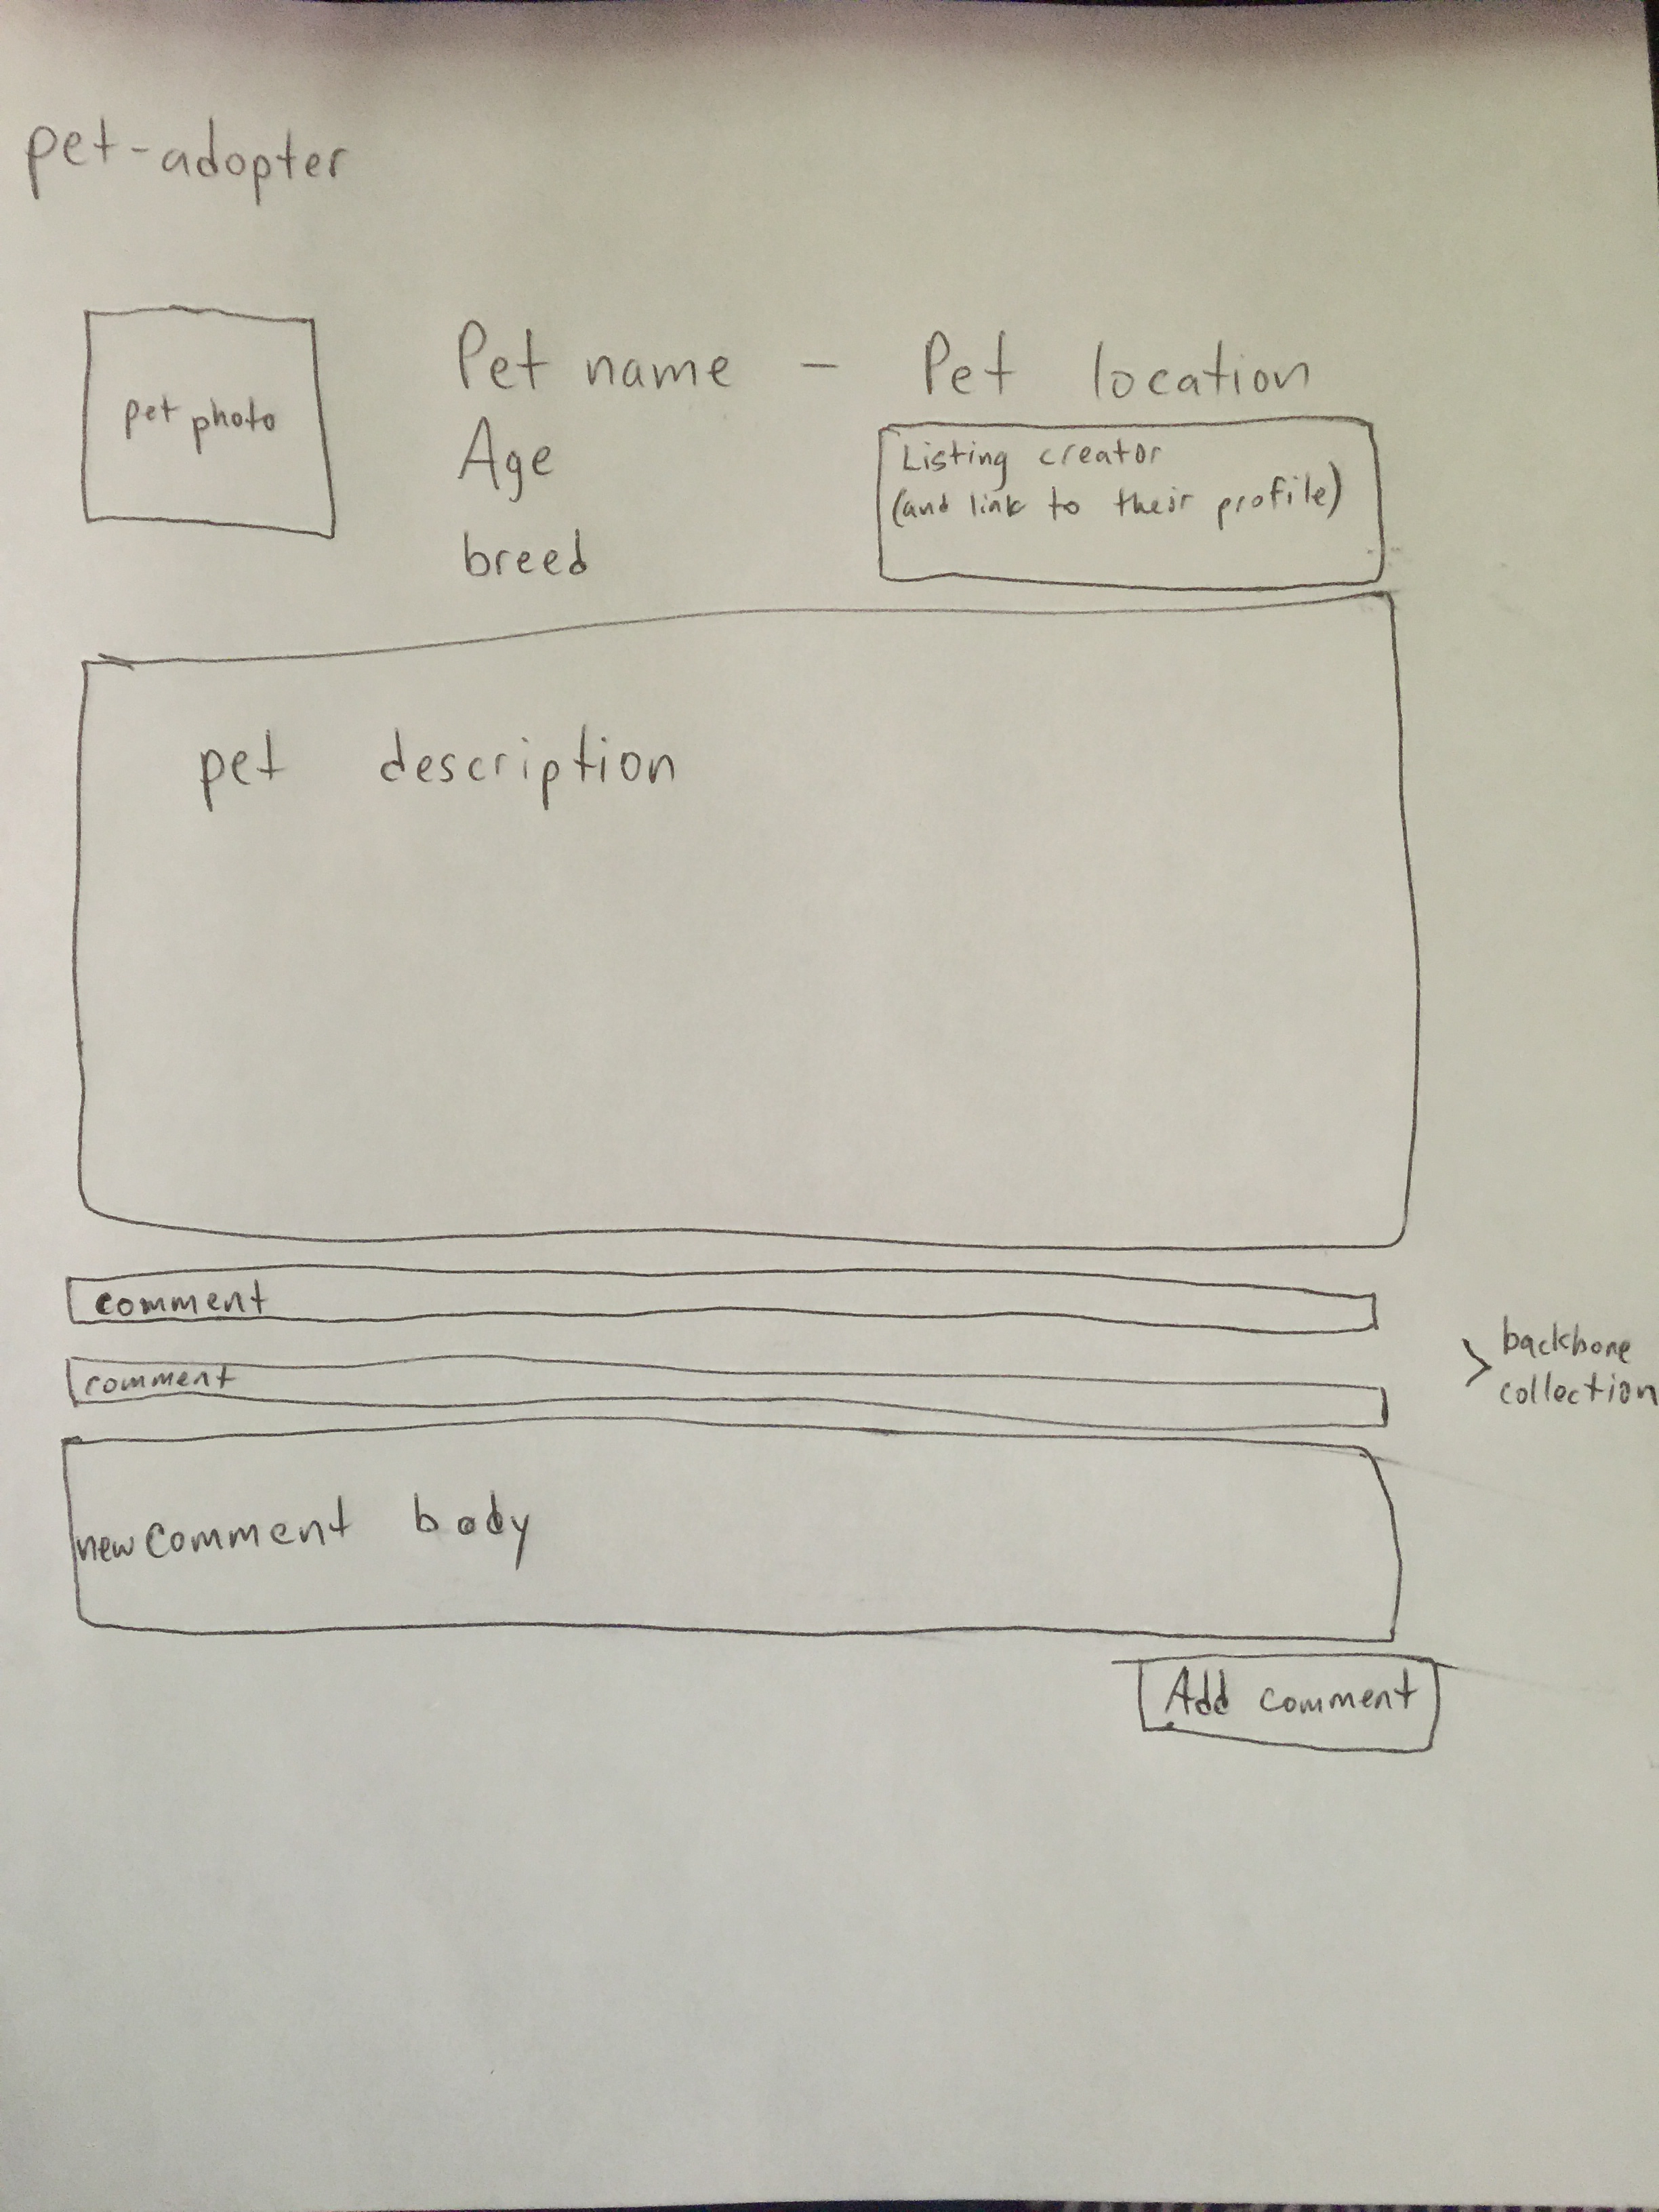 pet-adopter
pet photo
Pet name - Pet location
Age
breed
Listing creator
(and link to their profile)
pet description
comment
comment
> backbone
collection
new comment body
Add comment